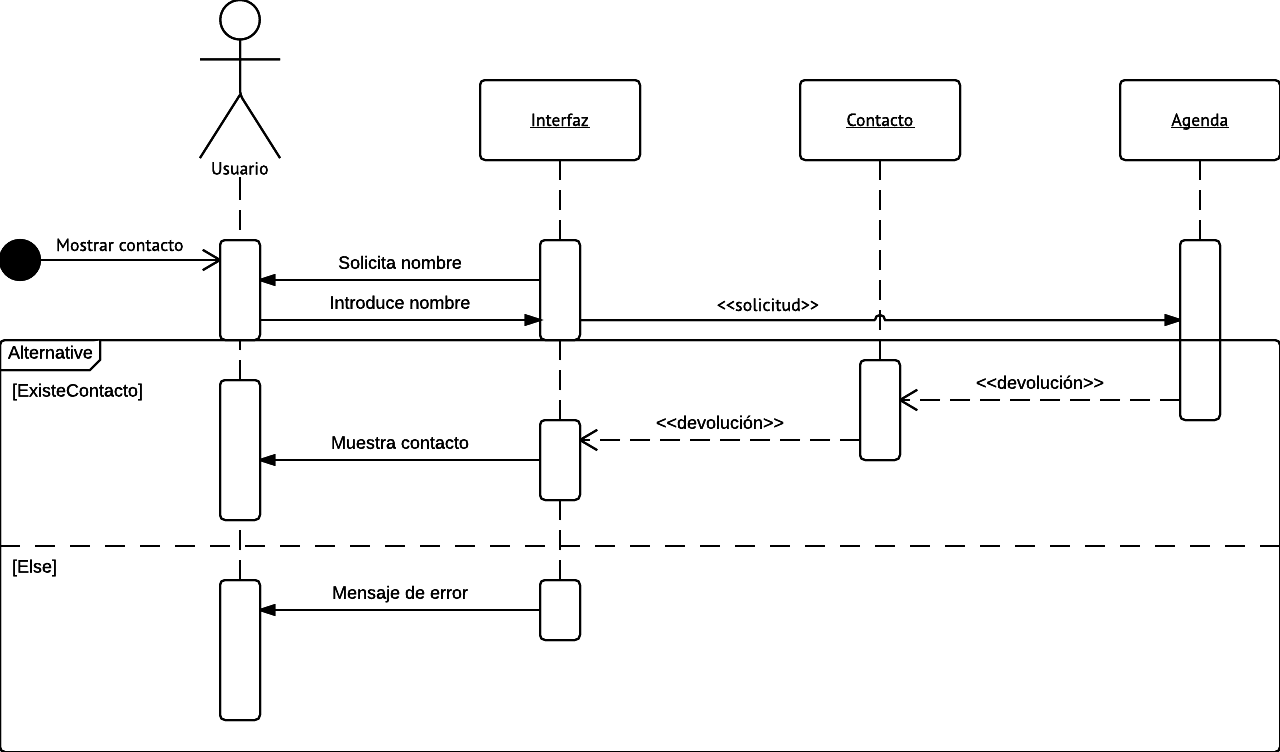 Usuario
Interfaz
Contacto
Agenda
Mostrar contacto
Solicita nombre
Introduce nombre
<<solicitud>>
Alternative
[ExisteContacto]
<<devolución>>
<<devolución>>
Muestra contacto
[Else]
Mensaje de error